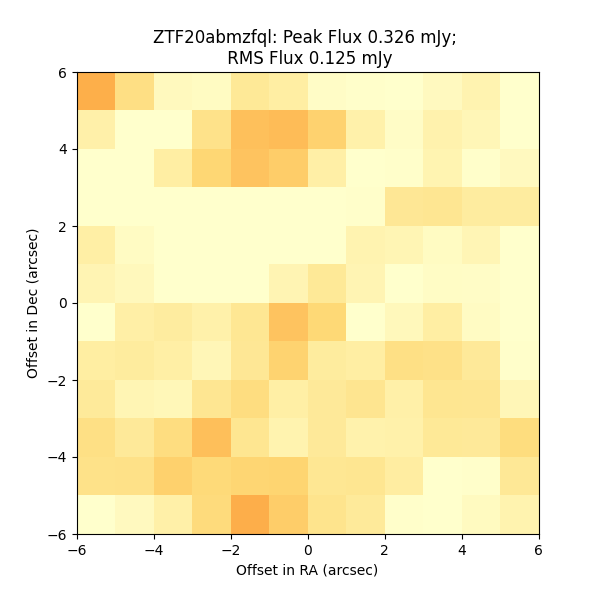 ZTF20abmzfql: Peak Flux 0.326 mJy;
RMS Flux 0.125 mJy
6
4
2
0
−2
−4
−6
Offset in Dec (arcsec)
−6 −4 −2 0 2 4 6
Offset in RA (arcsec)